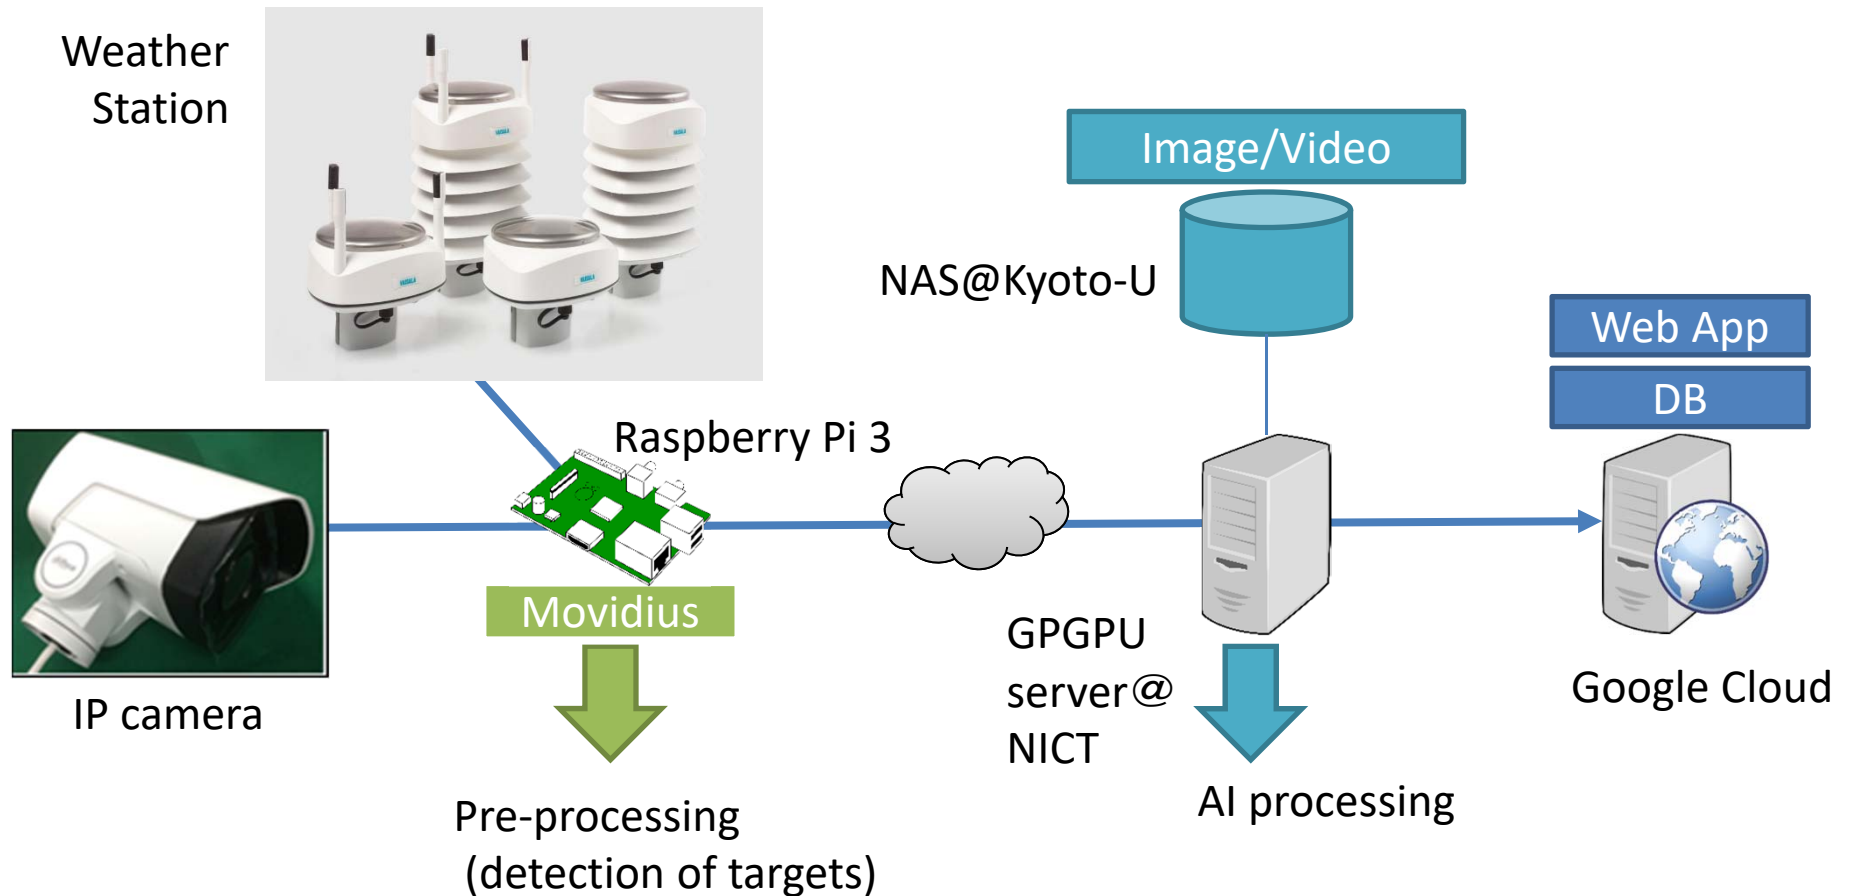 Weather
Station
Image/Video
NAS@Kyoto-U
Web App
DB
Raspberry Pi 3
Movidius
IP camera
GPGPU
server＠
NICT
Google Cloud
Pre-processing
(detection of targets)
AI processing